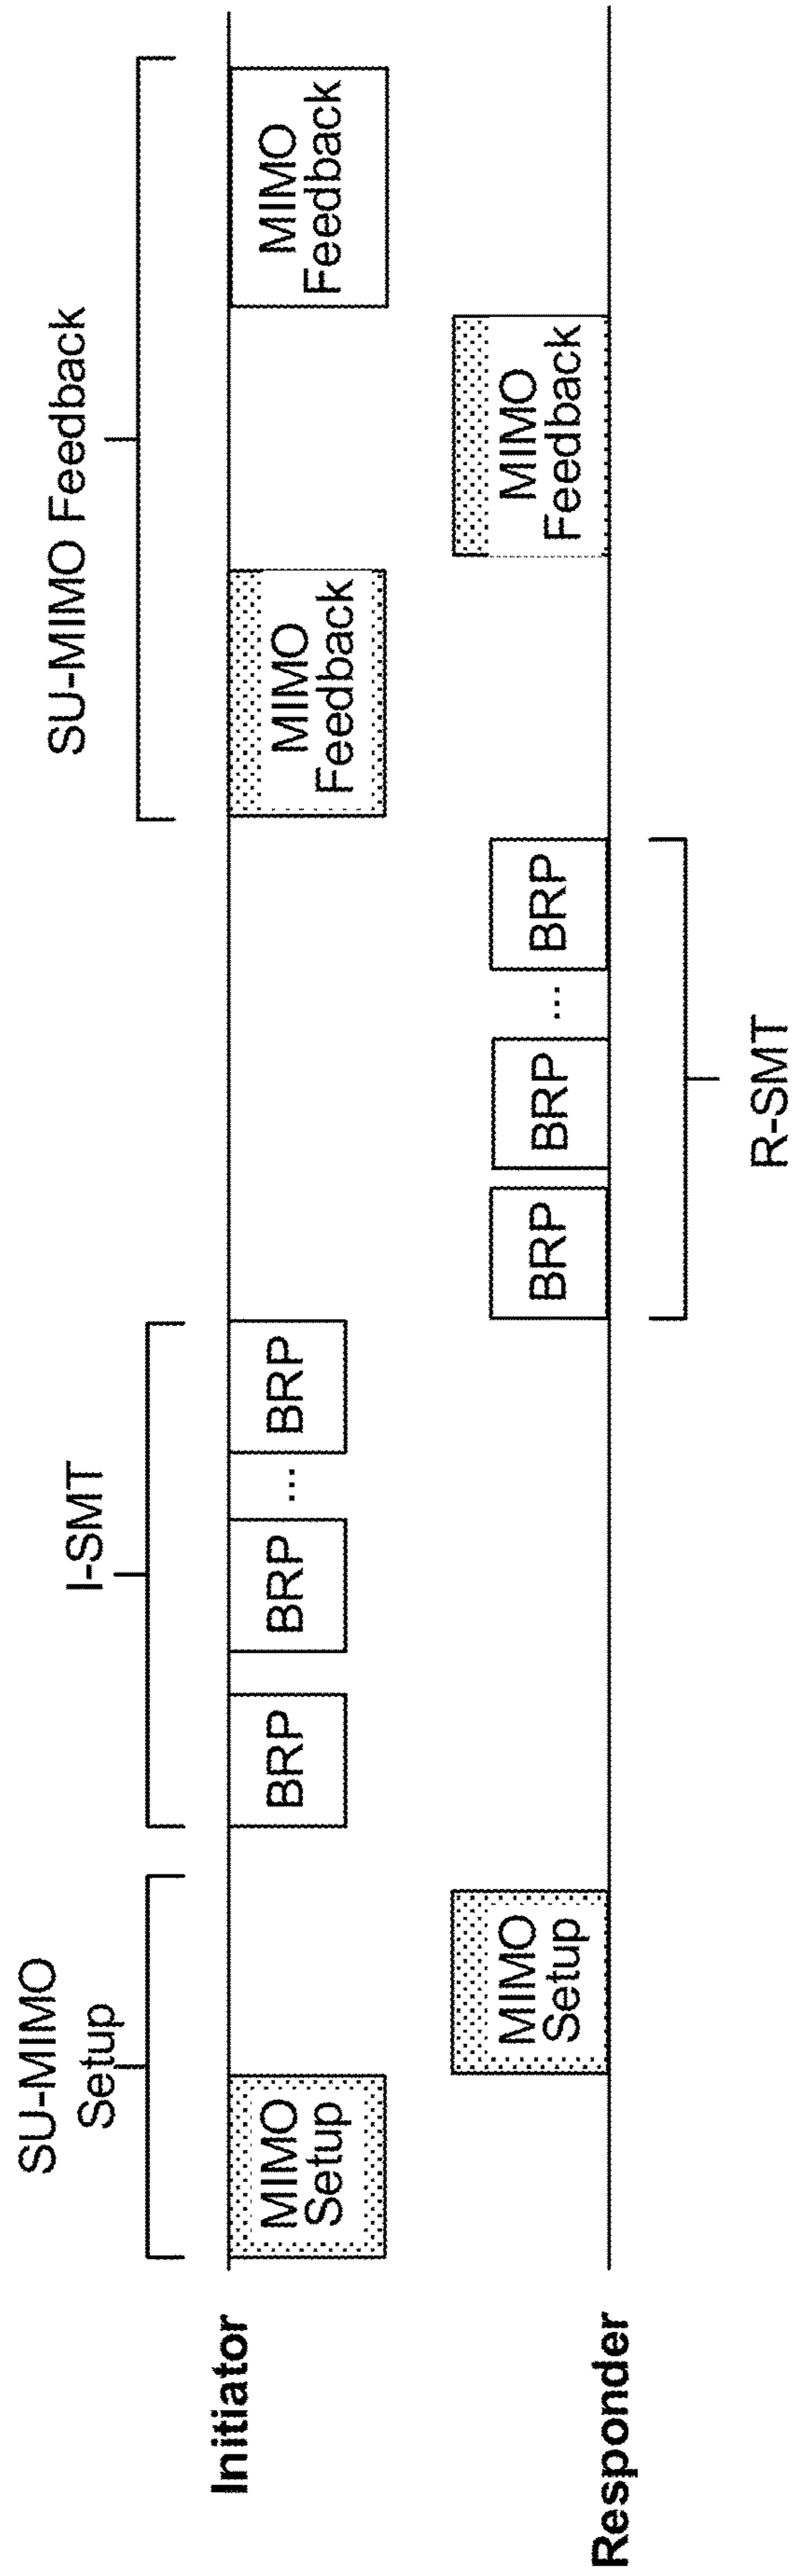 SU-MIMO
Setup
I-SMT
SU-MIMO Feedback
Initiator
MIMO
Setup
BRP
BRP
...
BRP
MIMO
Feedback
MIMO
Feedback
Responder
MIMO
Setup
BRP
BRP
...
BRP
MIMO
Feedback
R-SMT